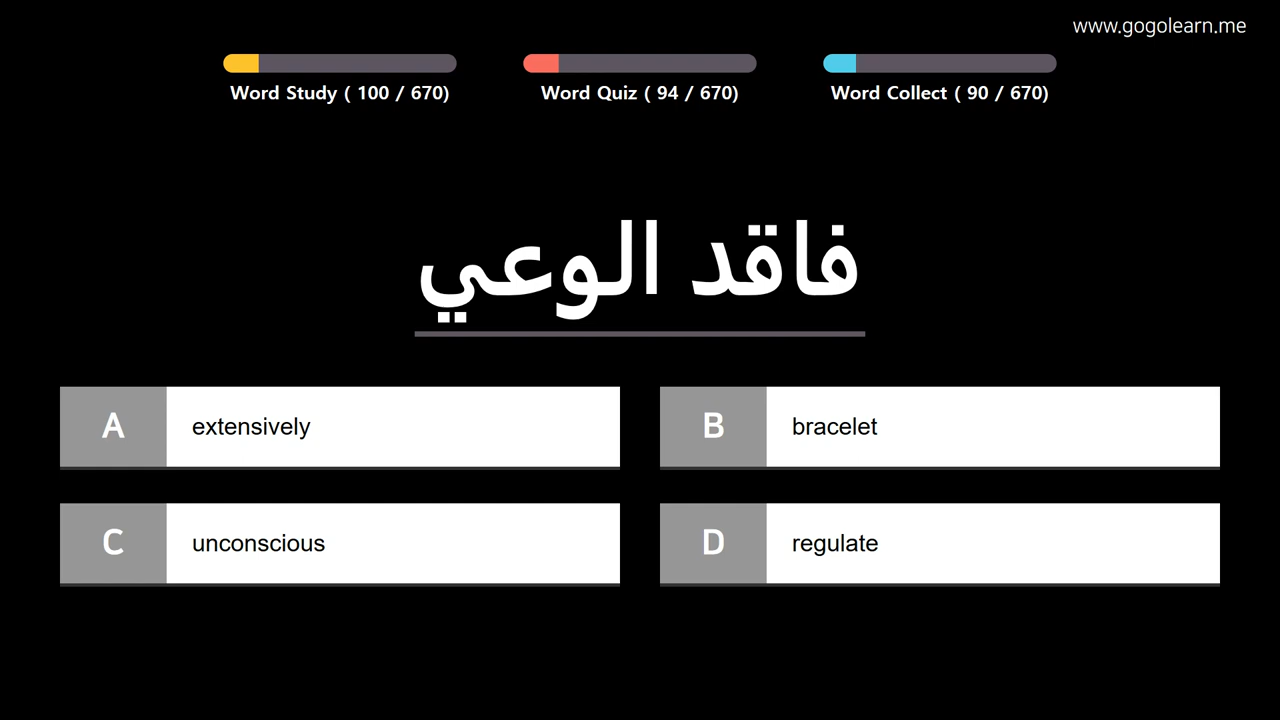 www.gogolearn.me
Word Study ( 100 / 670)
Word Quiz ( 94 / 670)
Word Collect ( 90 / 670)
فاقد الوعي
A extensively
B bracelet
C unconscious
D regulate